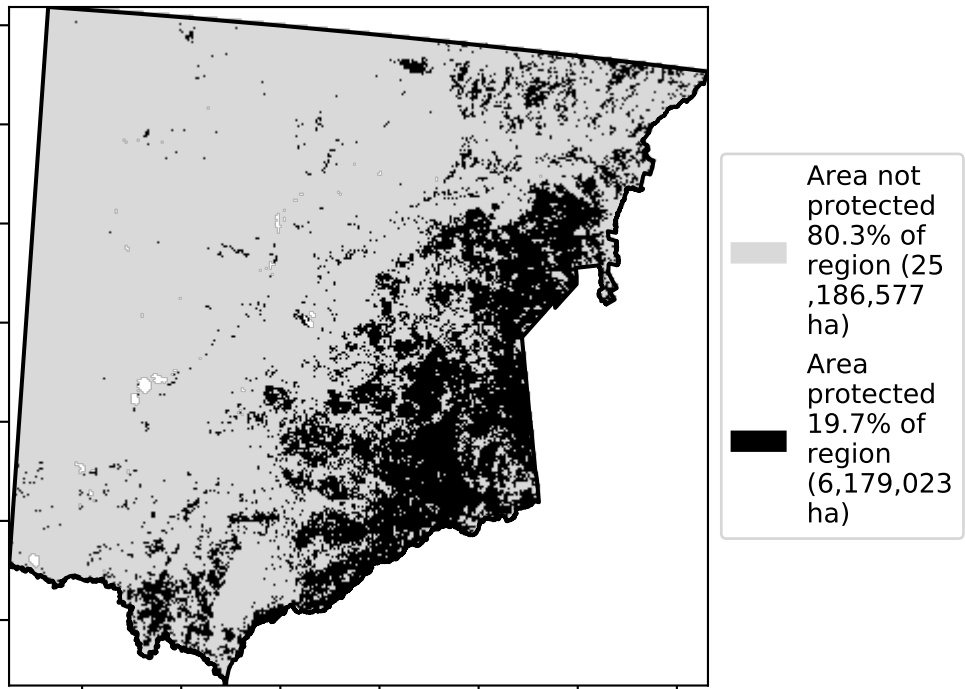 Area not
protected
80.3% of
region (25
,186,577
ha)
Area
protected
19.7% of
region
(6,179,023
ha)